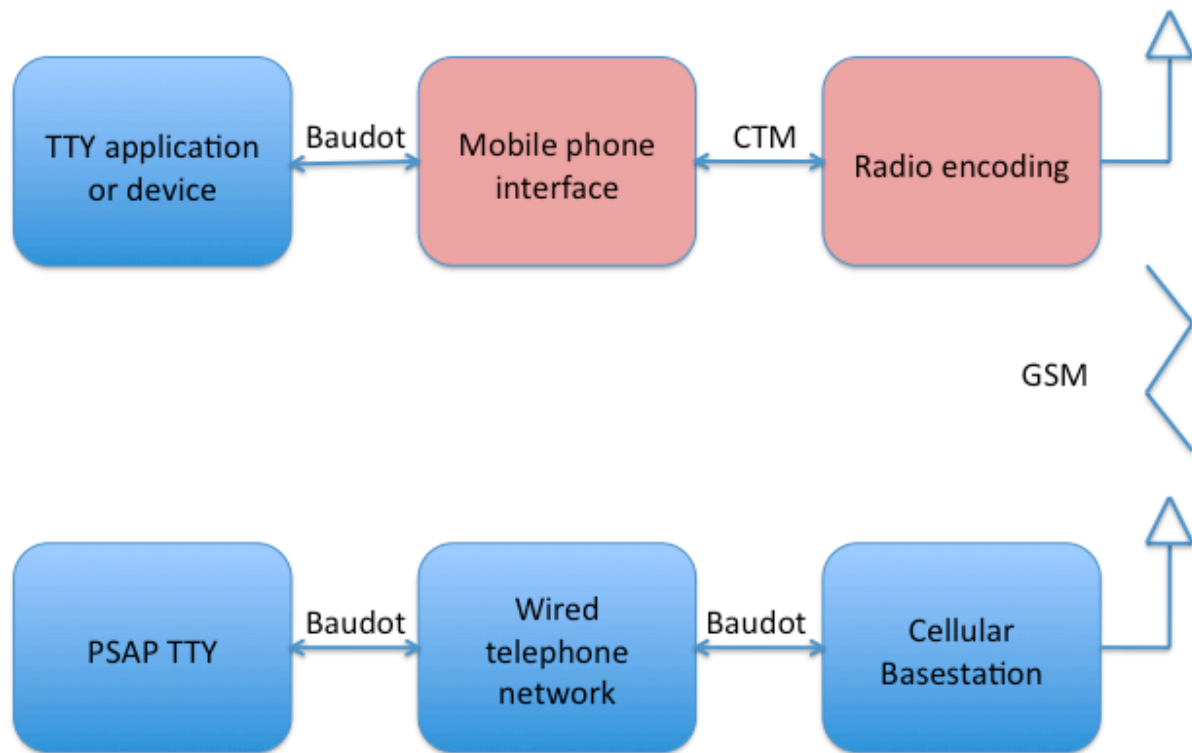 TTY application
or device
Baudot
Mobile phone
interface
CTM
Radio encoding
GSM
PSAP TTY
Baudot
Wired
telephone
network
Baudot
Cellular
Basestation